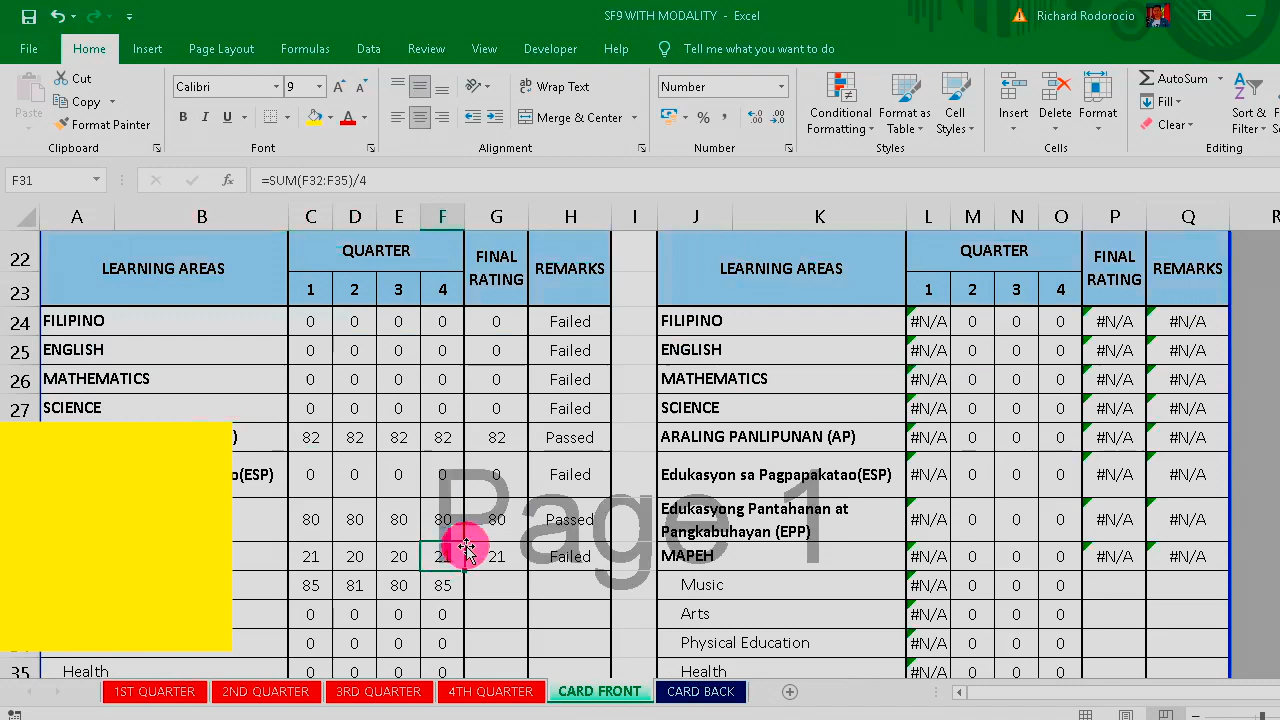 SF9 WITH MODALITY - Excel
Richard Rodorocio
File Home Insert Page Layout Formulas Data Review View Developer Help Tell me what you want to do
Paste
Cut
Copy
Format Painter
Clipboard
Calibri 9
B I U A
Font
Wrap Text
Merge & Center
Alignment
Number
% ,
Number
Conditional Formatting
Format as Table
Cell Styles
Styles
Insert Delete Format
Cells
AutoSum
Fill
Clear
Sort &
Filter
Editing
F31 fx =SUM(F32:F35)/4
A B C D E F G H I J K L M N O P Q R
22 LEARNING AREAS QUARTER FINAL RATING REMARKS LEARNING AREAS QUARTER FINAL RATING REMARKS
23 1 2 3 4 1 2 3 4
24 FILIPINO 0 0 0 0 0 Failed FILIPINO #N/A 0 0 0 #N/A #N/A
25 ENGLISH 0 0 0 0 0 Failed ENGLISH #N/A 0 0 0 #N/A #N/A
26 MATHEMATICS 0 0 0 0 0 Failed MATHEMATICS #N/A 0 0 0 #N/A #N/A
27 SCIENCE 0 0 0 0 0 Failed SCIENCE #N/A 0 0 0 #N/A #N/A
) 82 82 82 82 82 Passed ARALING PANLIPUNAN (AP) #N/A 0 0 0 #N/A #N/A
o(ESP) 0 0 0 0 0 Failed Edukasyon sa Pagpapakatao(ESP) #N/A 0 0 0 #N/A #N/A
80 80 80 80 80 Passed Edukasyong Pantahanan at Pangkabuhayan (EPP) #N/A 0 0 0 #N/A #N/A
21 20 20 21 21 Failed MAPEH #N/A 0 0 0 #N/A #N/A
85 81 80 85 Music #N/A 0 0 0
0 0 0 0 Arts #N/A 0 0 0
0 0 0 0 Physical Education #N/A 0 0 0
35 Health 0 0 0 0 Health #N/A 0 0 0
Page 1
1ST QUARTER 2ND QUARTER 3RD QUARTER 4TH QUARTER CARD FRONT CARD BACK